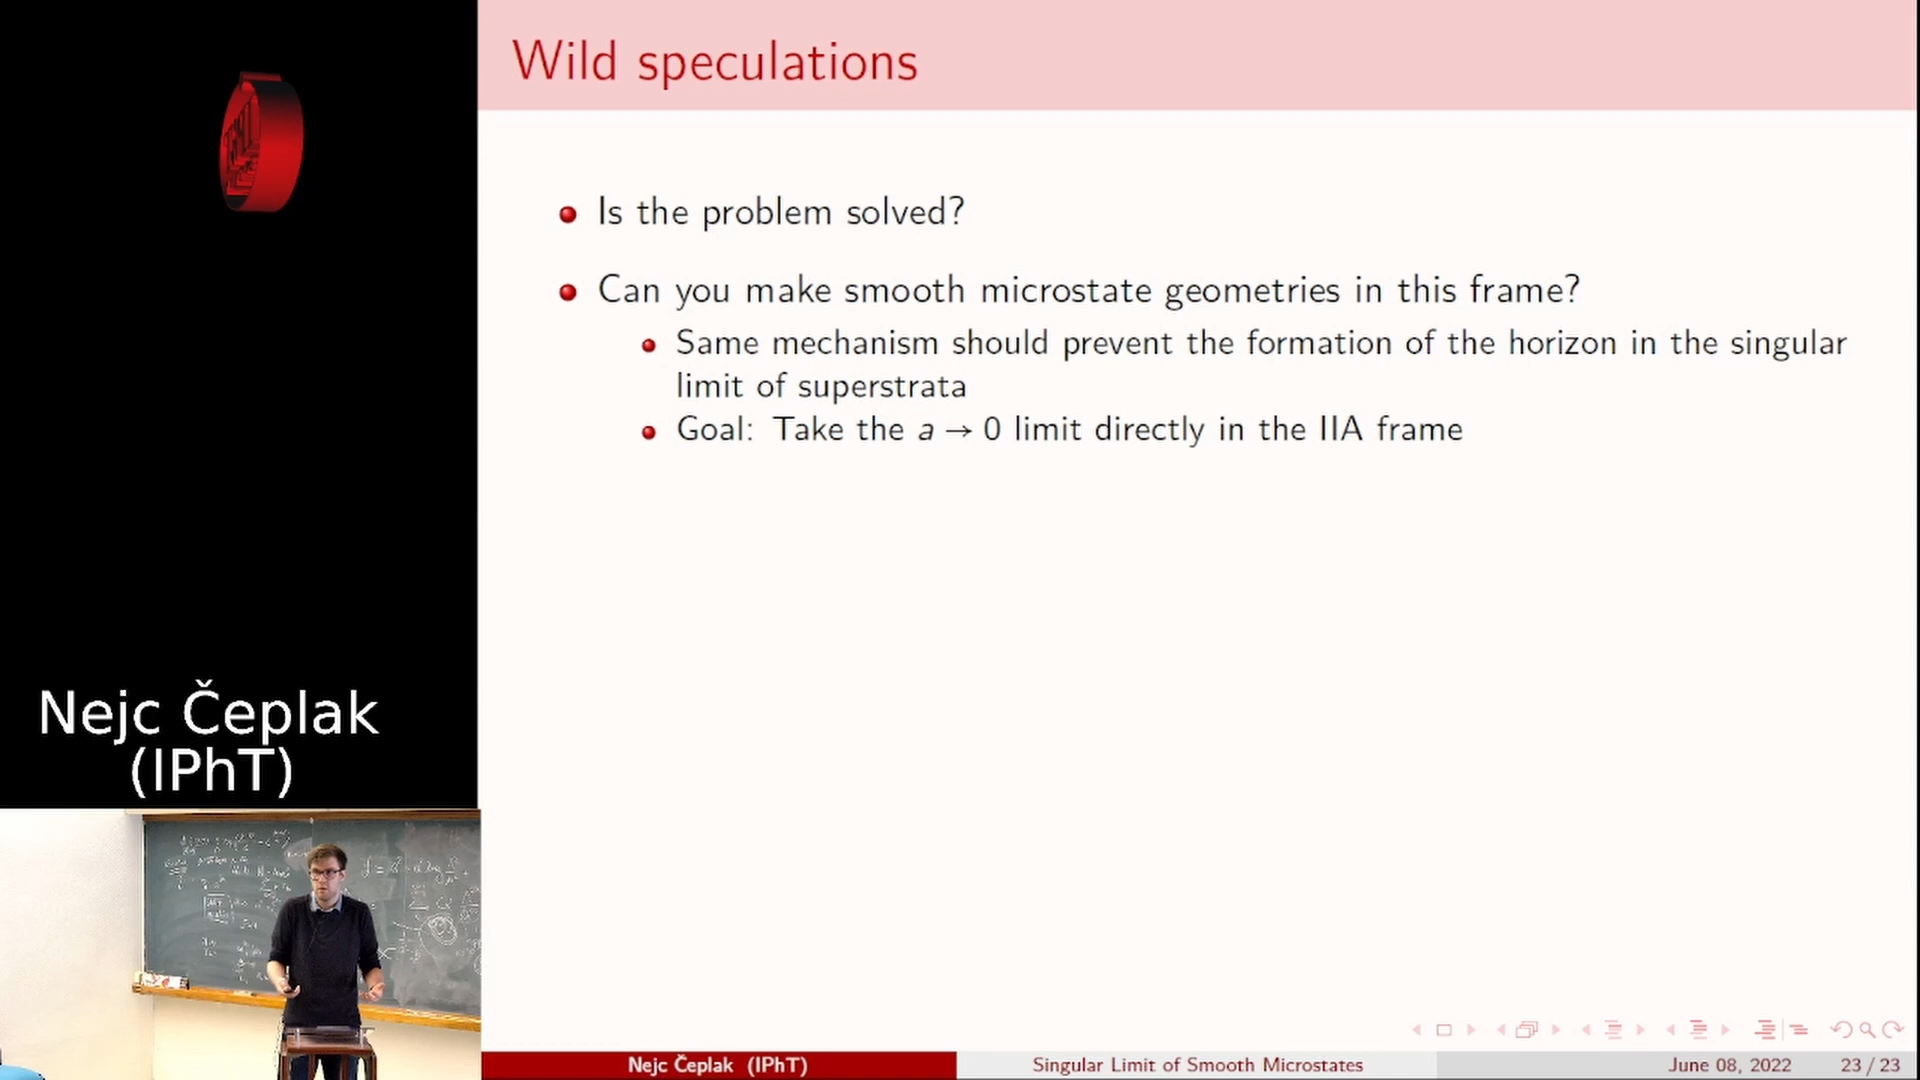 Wild speculations
Is the problem solved?
Can you make smooth microstate geometries in this frame?
Same mechanism should prevent the formation of the horizon in the singular
limit of superstrata
Goal: Take the a → 0 limit directly in the IIA frame
Nejc Čeplak
(IPhT)
Nejc Čeplak (IPhT)
Singular Limit of Smooth Microstates
June 08, 2022
23 / 23